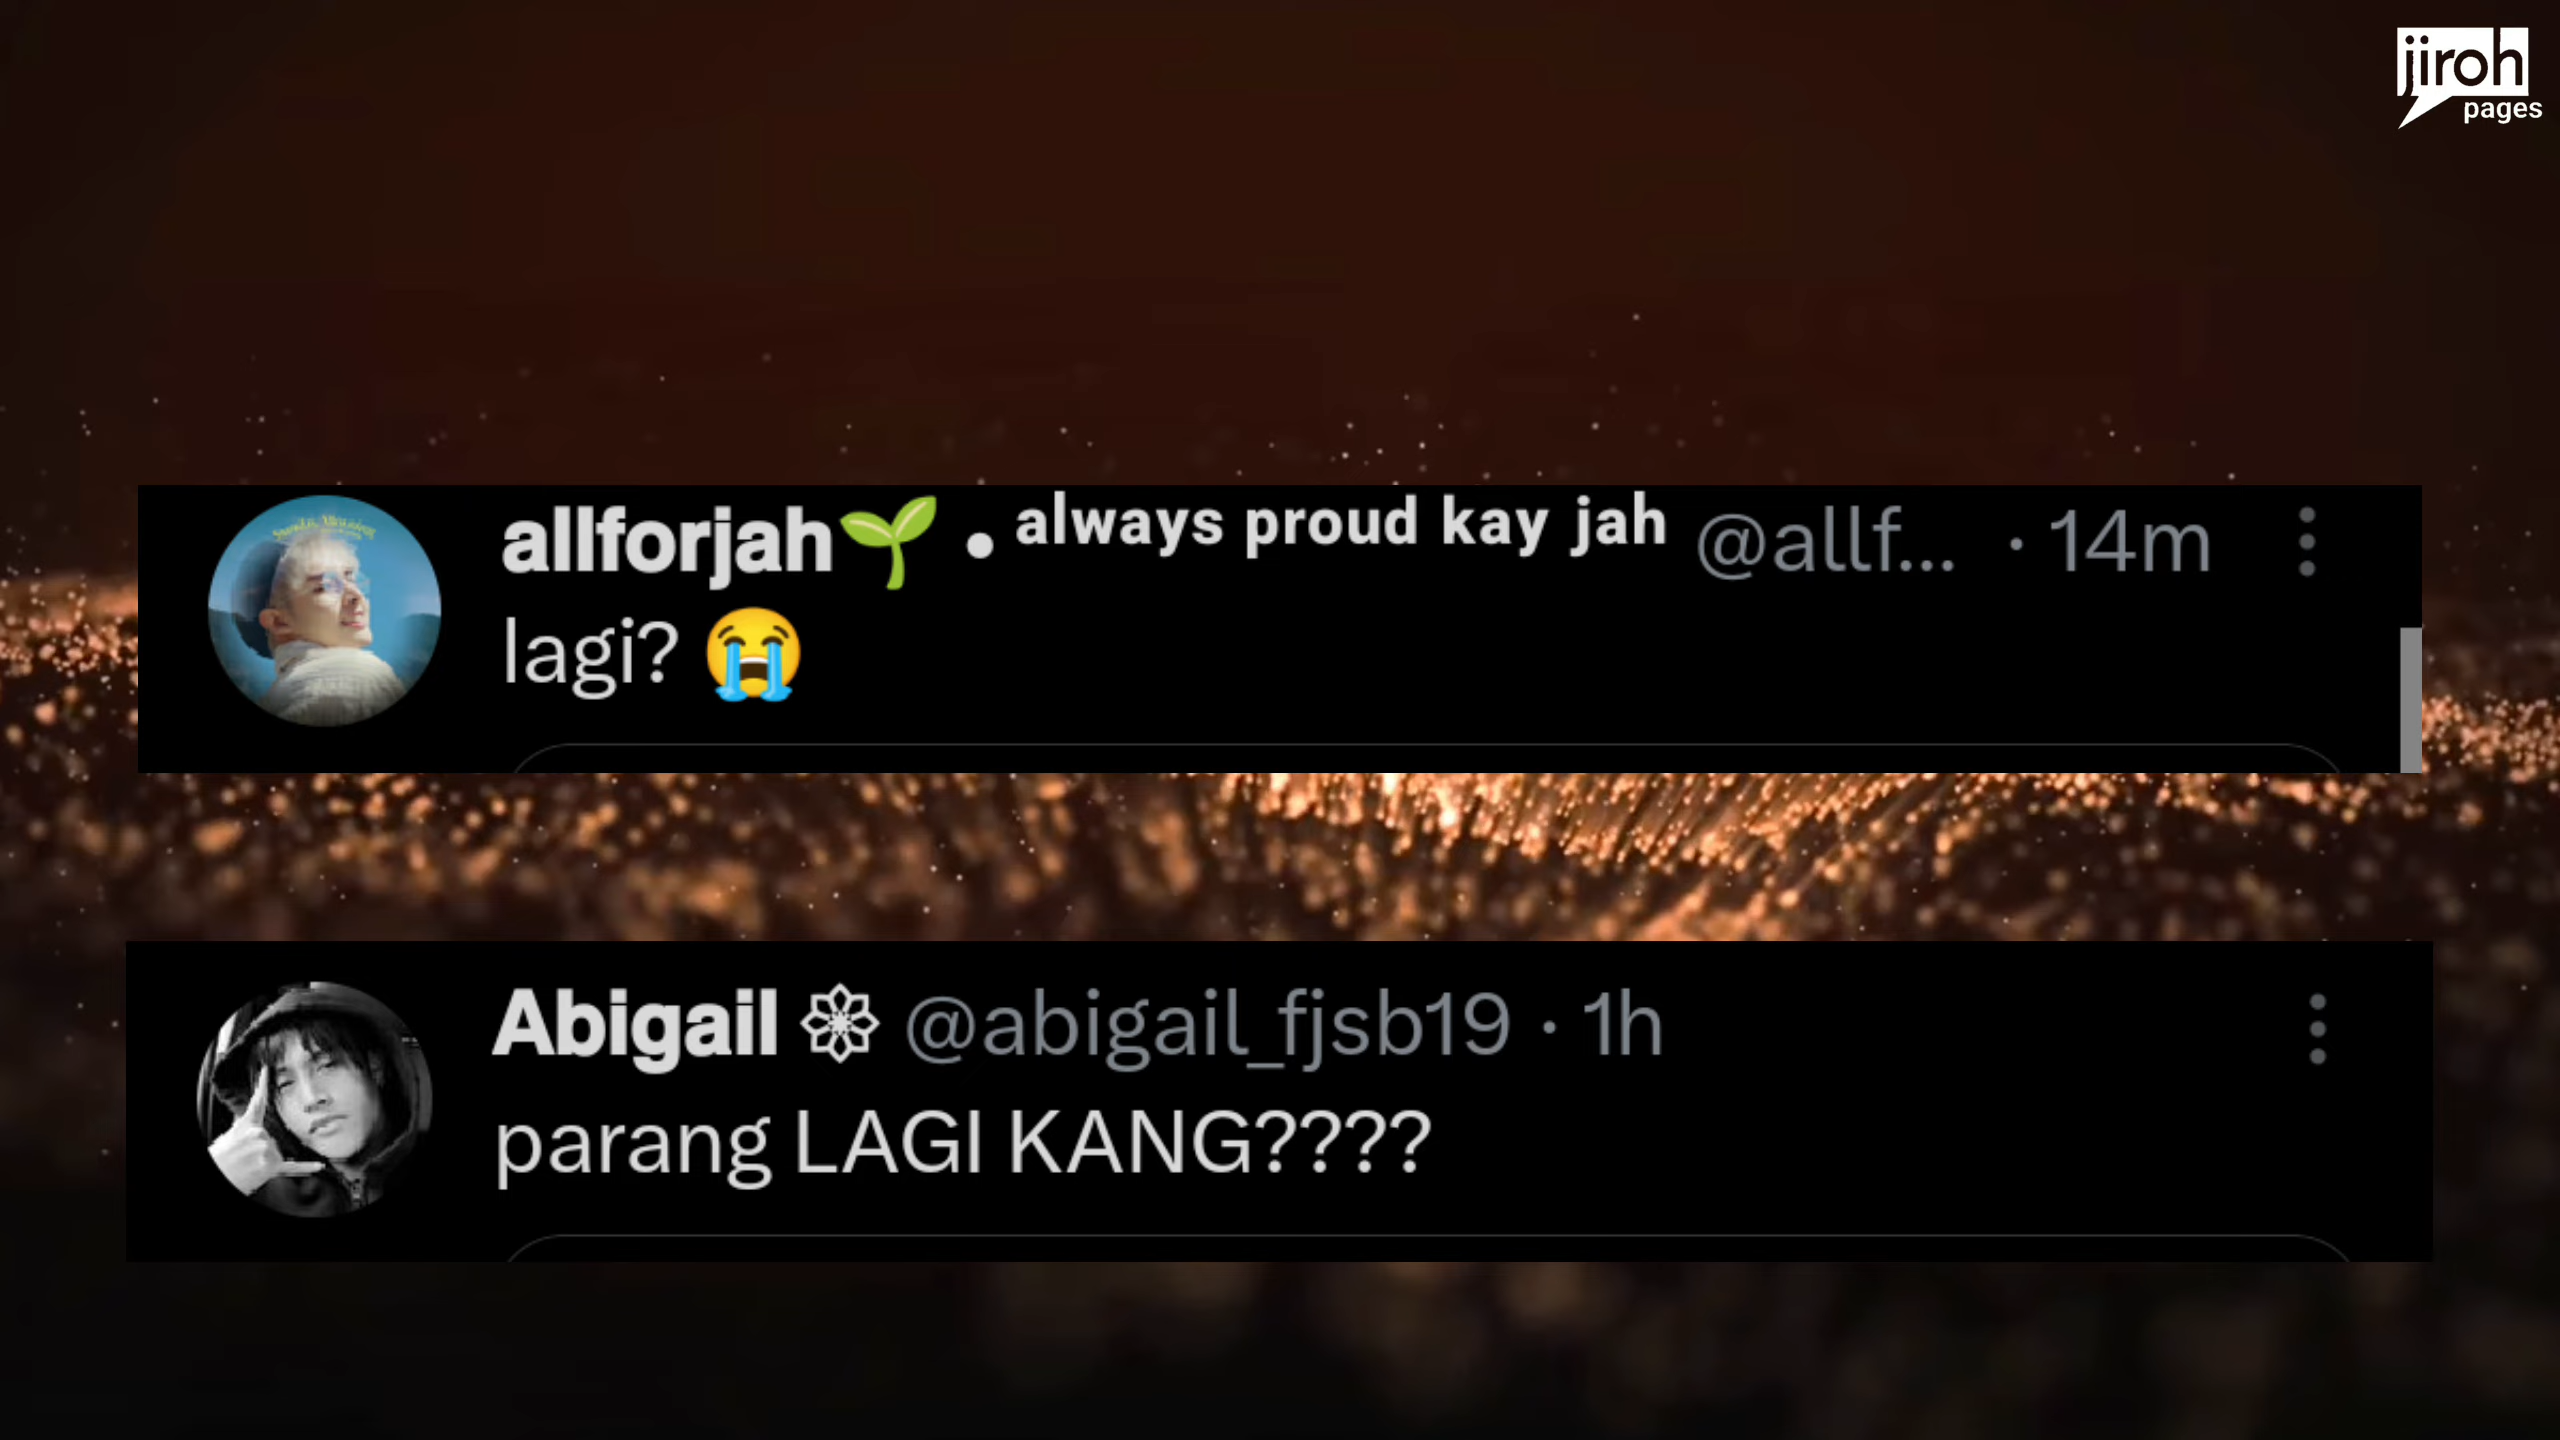 jiroh
pages
allforjah🌱 • always proud kay jah @allf... · 14m
lagi? 😭
Abigail @abigail_fjsb19 · 1h
parang LAGI KANG????